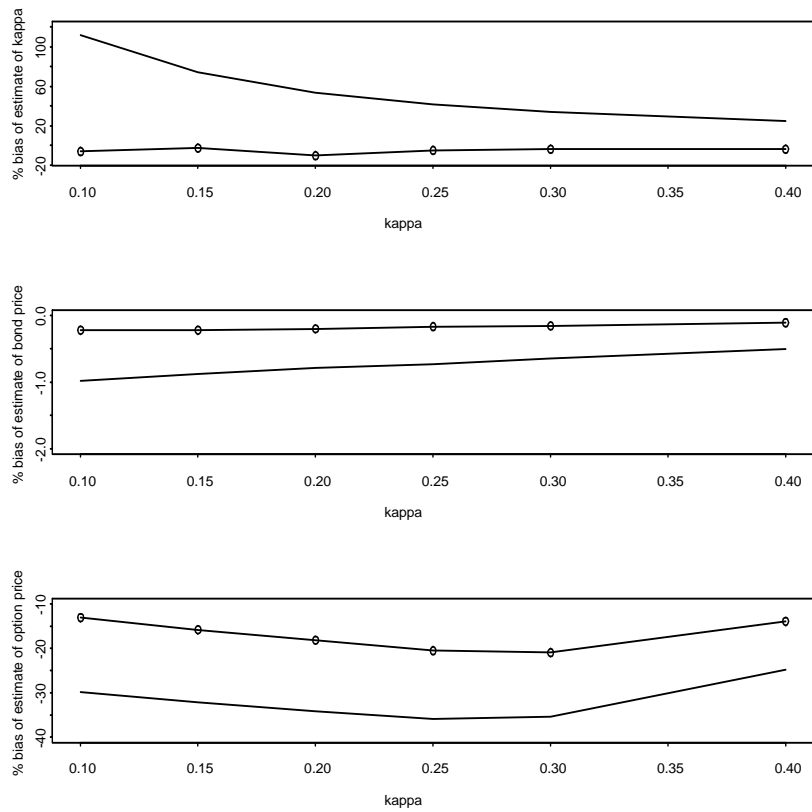 % bias of estimate of kappa
100
60
20
-20
0.10 0.15 0.20 0.25 0.30 0.35 0.40
kappa
% bias of estimate of bond price
0.0
-1.0
-2.0
0.10 0.15 0.20 0.25 0.30 0.35 0.40
kappa
% bias of estimate of option price
-10
-20
-30
-40
0.10 0.15 0.20 0.25 0.30 0.35 0.40
kappa